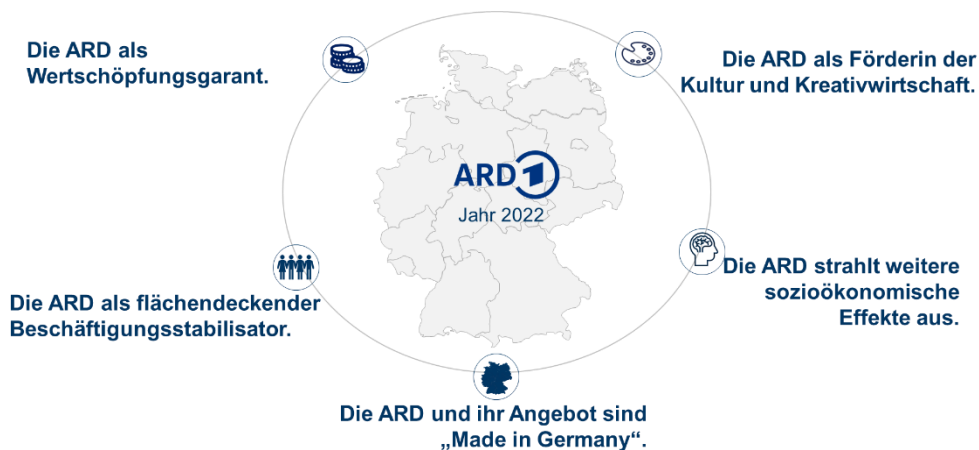 Die ARD als
Wertschöpfungsgarant.
Die ARD als Förderin der
Kultur und Kreativwirtschaft.
ARD 1
Jahr 2022
Die ARD als flächendeckender
Beschäftigungsstabilisator.
Die ARD strahlt weitere
sozioökonomische
Effekte aus.
Die ARD und ihr Angebot sind
„Made in Germany“.